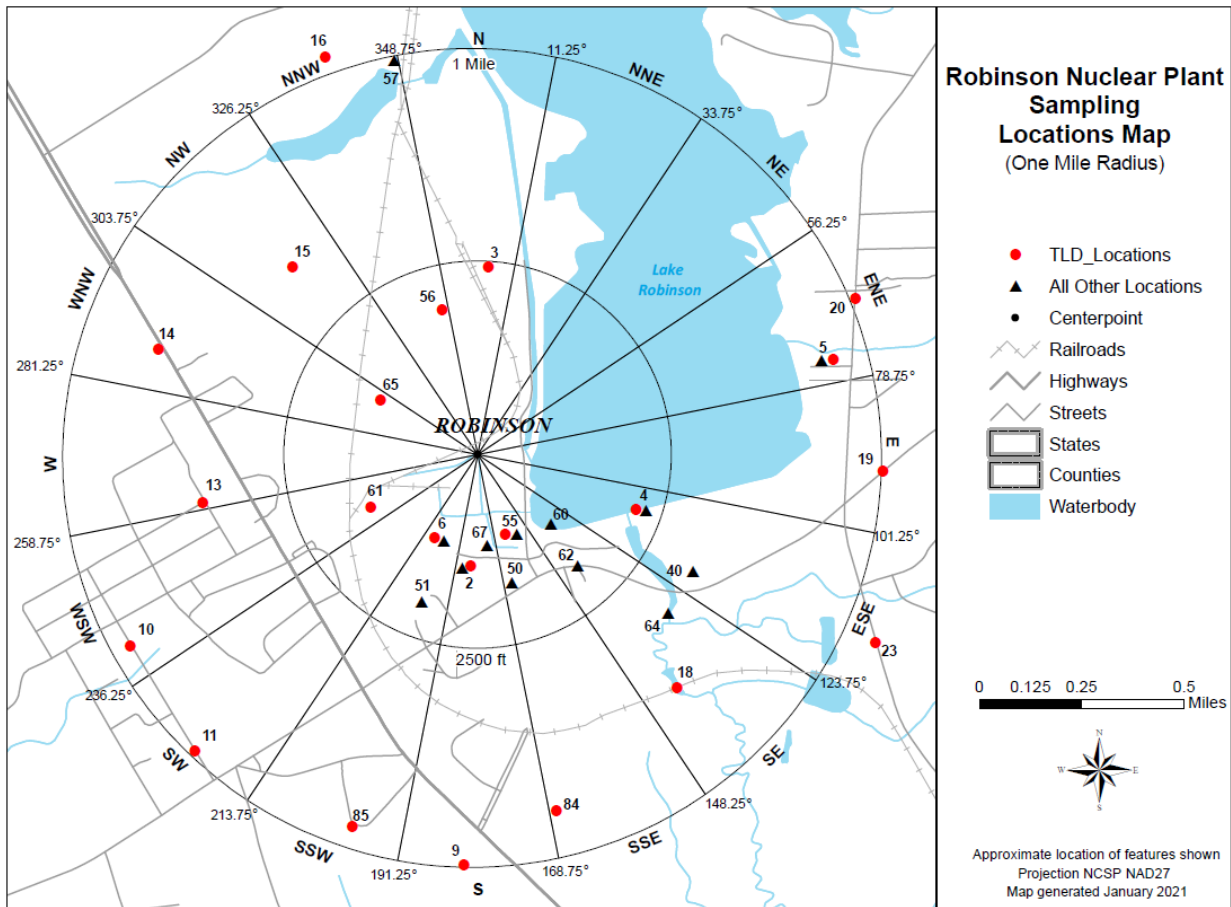 16
348.75°
N
11.25°
NNW
57
1 Mile
NNE
326.25°
33.75°
NW
NE
303.75°
56.25°
15
3
Lake
Robinson
WNW
56
ENE
20
14
5
281.25°
78.75°
65
ROBINSON
W
E
19
13
61
4
6
55
60
101.25°
258.75°
67
62
40
2
50
51
WSW
64
ESE
10
23
2500 ft
18
123.75°
236.25°
11
SW
SE
213.75°
85
84
148.25°
SSW
9
SSE
191.25°
S
168.75°
Robinson Nuclear Plant
Sampling
Locations Map
(One Mile Radius)
TLD_Locations
All Other Locations
Centerpoint
Railroads
Highways
Streets
States
Counties
Waterbody
0 0.125 0.25 0.5
Miles
N
W E
S
Approximate location of features shown
Projection NCSP NAD27
Map generated January 2021